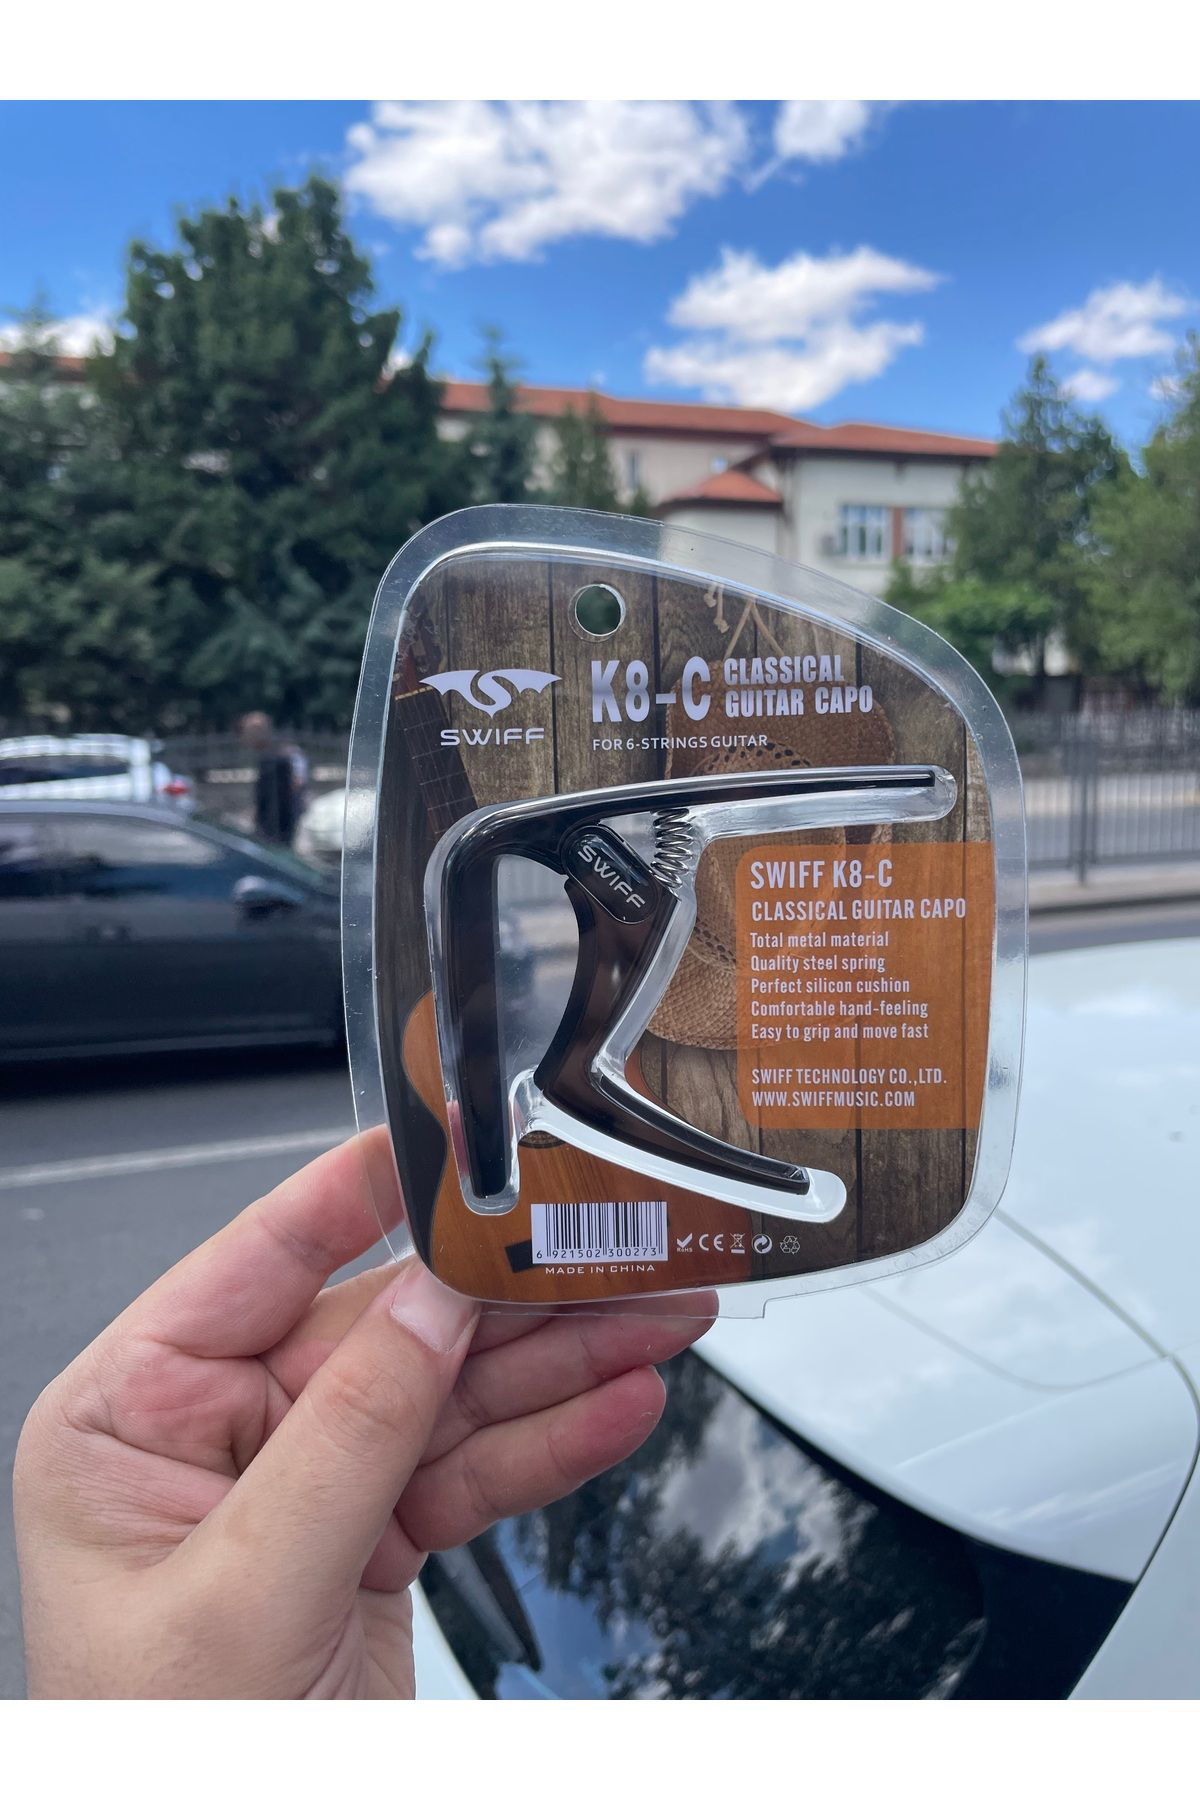 SWIFF
K8-C CLASSICAL
GUITAR CAPO
FOR 6-STRINGS GUITAR
SWIFF
SWIFF K8-C
CLASSICAL GUITAR CAPO
Total metal material
Quality steel spring
Perfect silicon cushion
Comfortable hand-feeling
Easy to grip and move fast
SWIFF TECHNOLOGY CO.,LTD.
WWW.SWIFFMUSIC.COM
6 921502 300273
RoHS CE
MADE IN CHINA